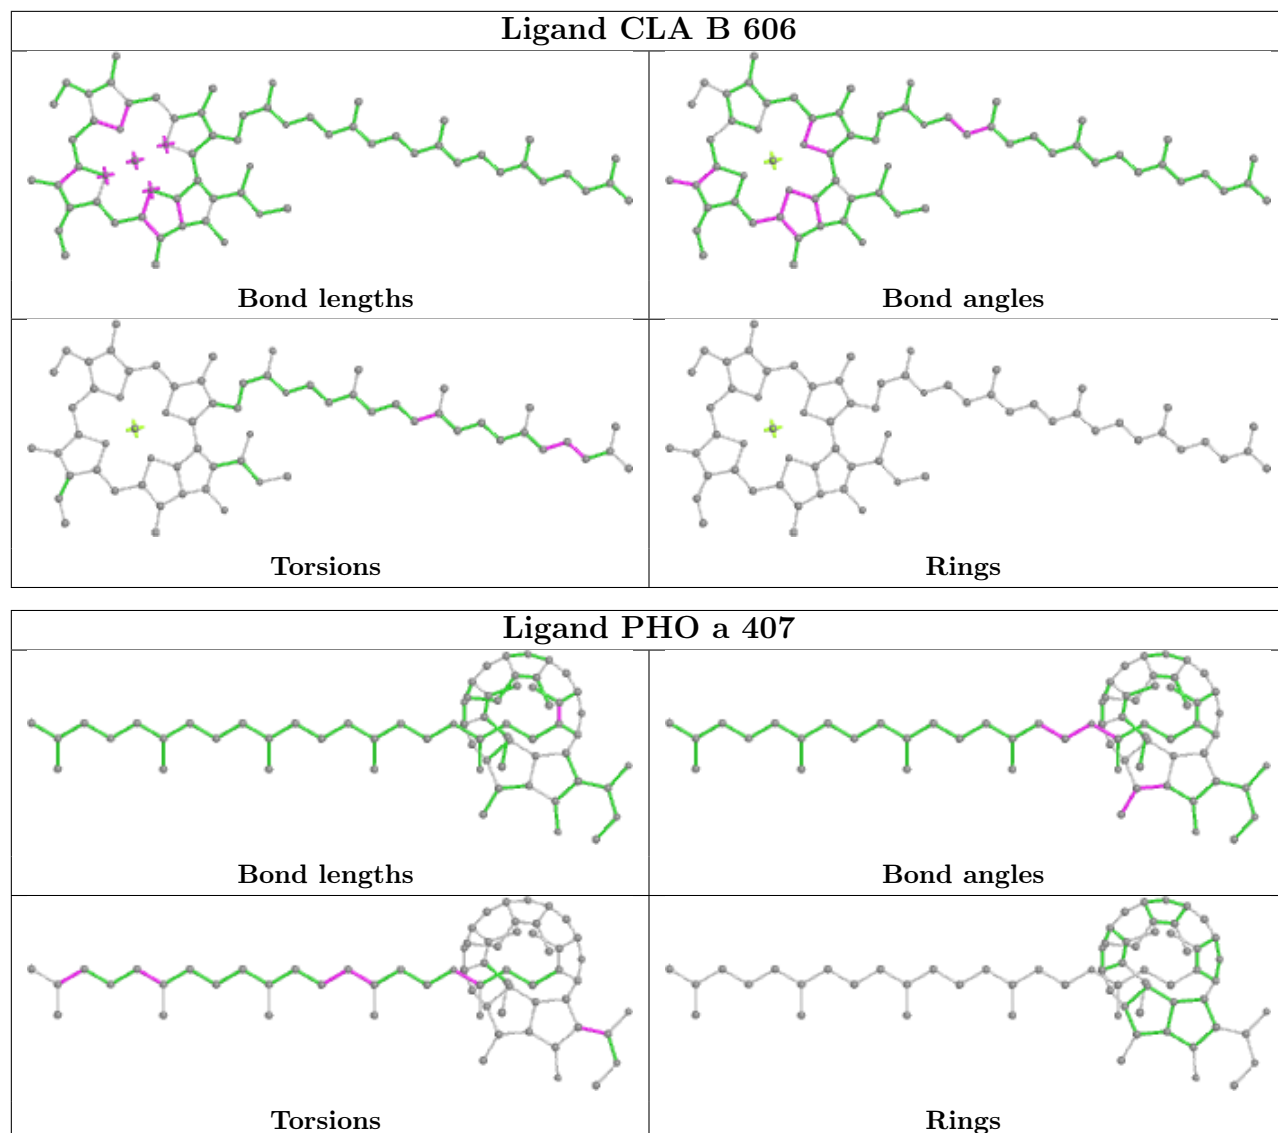 Ligand CLA B 606
Bond lengths
Bond angles
Torsions
Rings
Ligand PHO a 407
Bond lengths
Bond angles
Torsions
Rings